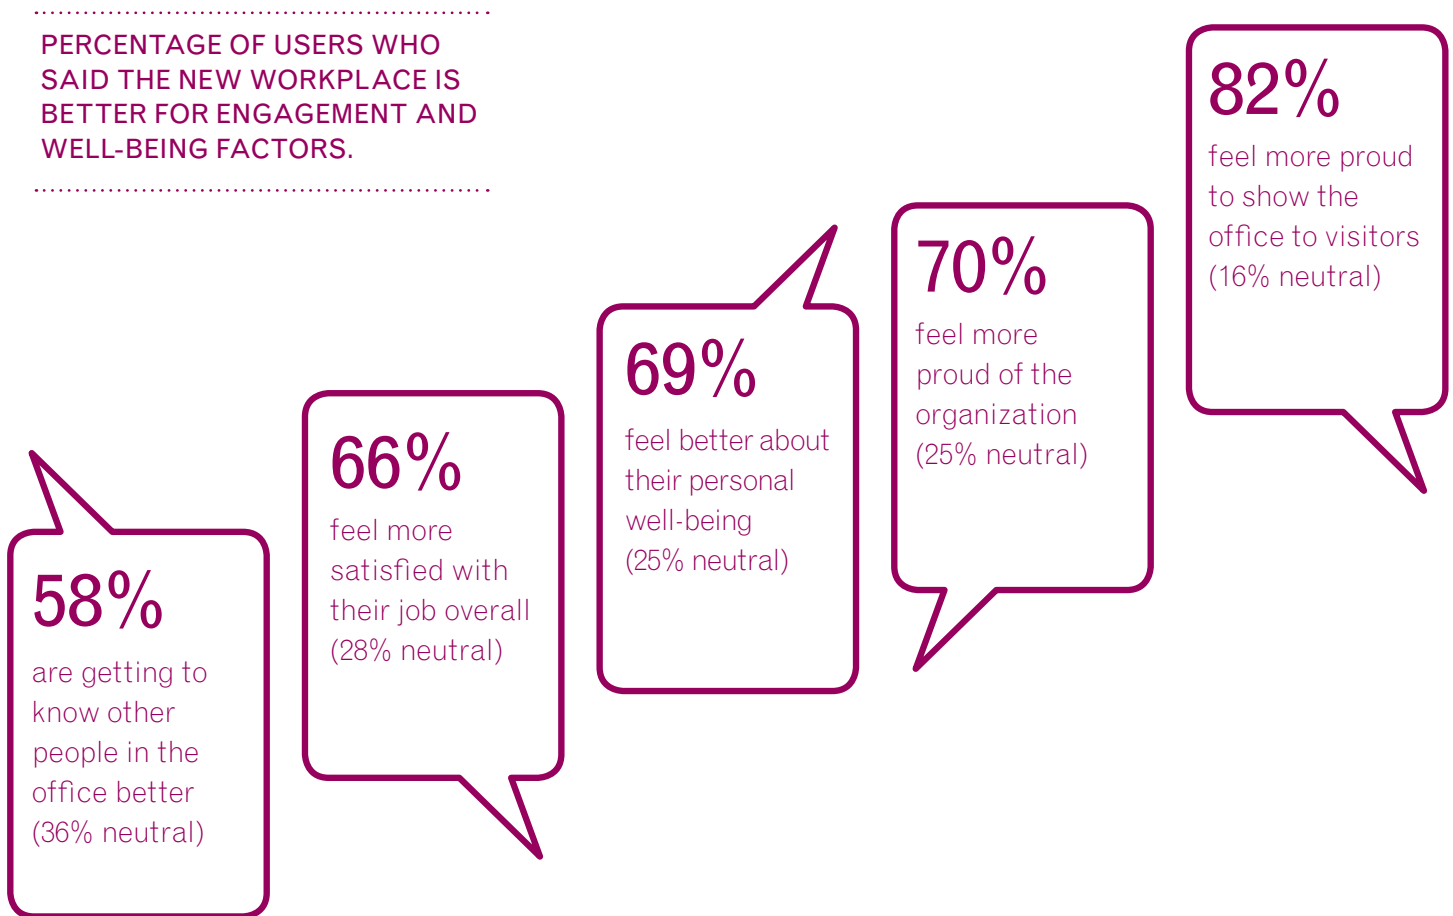 PERCENTAGE OF USERS WHO
SAID THE NEW WORKPLACE IS
BETTER FOR ENGAGEMENT AND
WELL-BEING FACTORS.
58%
are getting to
know other
people in the
office better
(36% neutral)
66%
feel more
satisfied with
their job overall
(28% neutral)
69%
feel better about
their personal
well-being
(25% neutral)
70%
feel more
proud of the
organization
(25% neutral)
82%
feel more proud
to show the
office to visitors
(16% neutral)